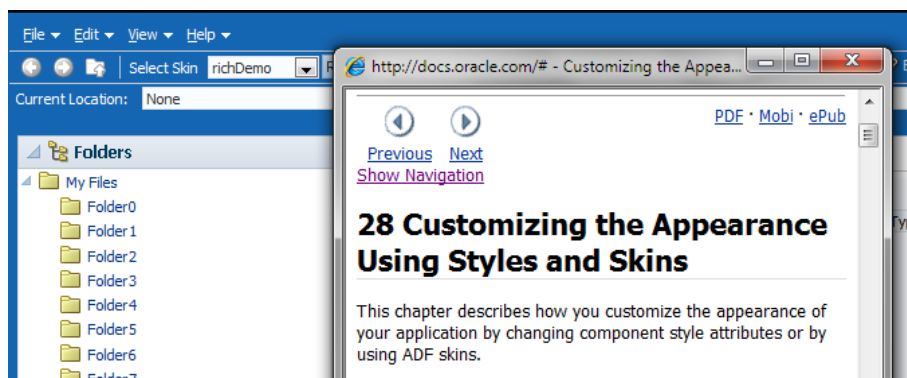 File Edit View Help
Select Skin richDemo
Current Location: None
Folders
My Files
Folder0
Folder1
Folder2
Folder3
Folder4
Folder5
Folder6
http://docs.oracle.com/# - Customizing the Appea...
PDF · Mobi · ePub
Previous Next
Show Navigation
28 Customizing the Appearance
Using Styles and Skins
This chapter describes how you customize the appearance of
your application by changing component style attributes or by
using ADF skins.